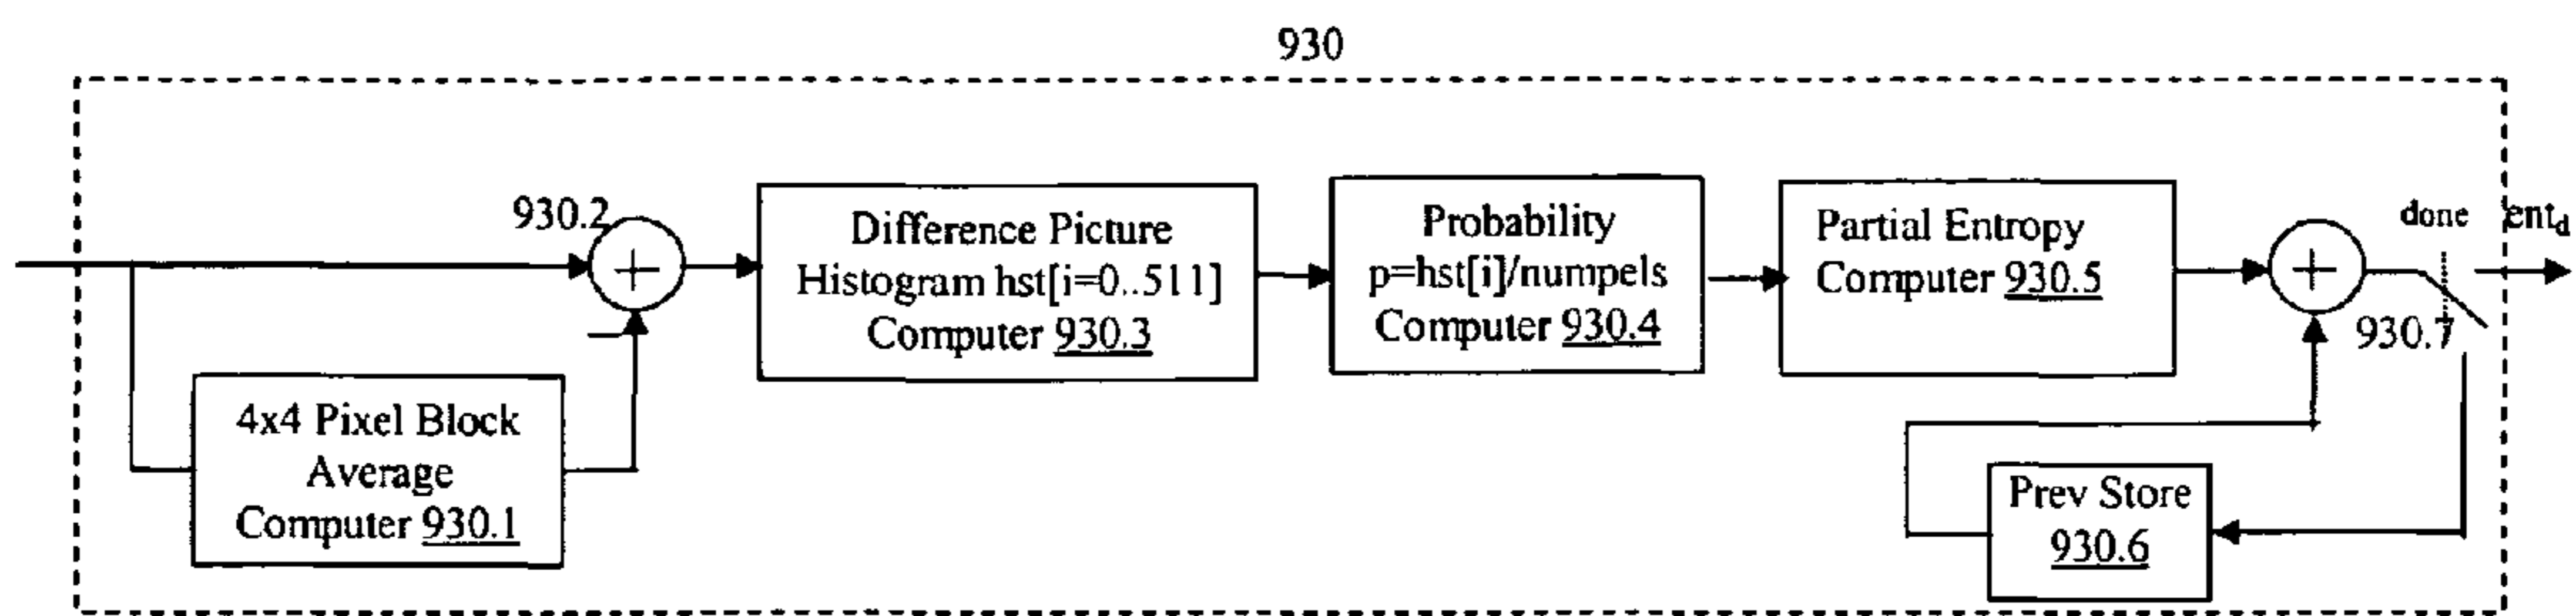 930
930.2
+
−
Difference Picture
Histogram hst[i=0..511]
Computer 930.3
Probability
p=hst[i]/numpels
Computer 930.4
Partial Entropy
Computer 930.5
+
done
entd
930.7
4x4 Pixel Block
Average
Computer 930.1
Prev Store
930.6